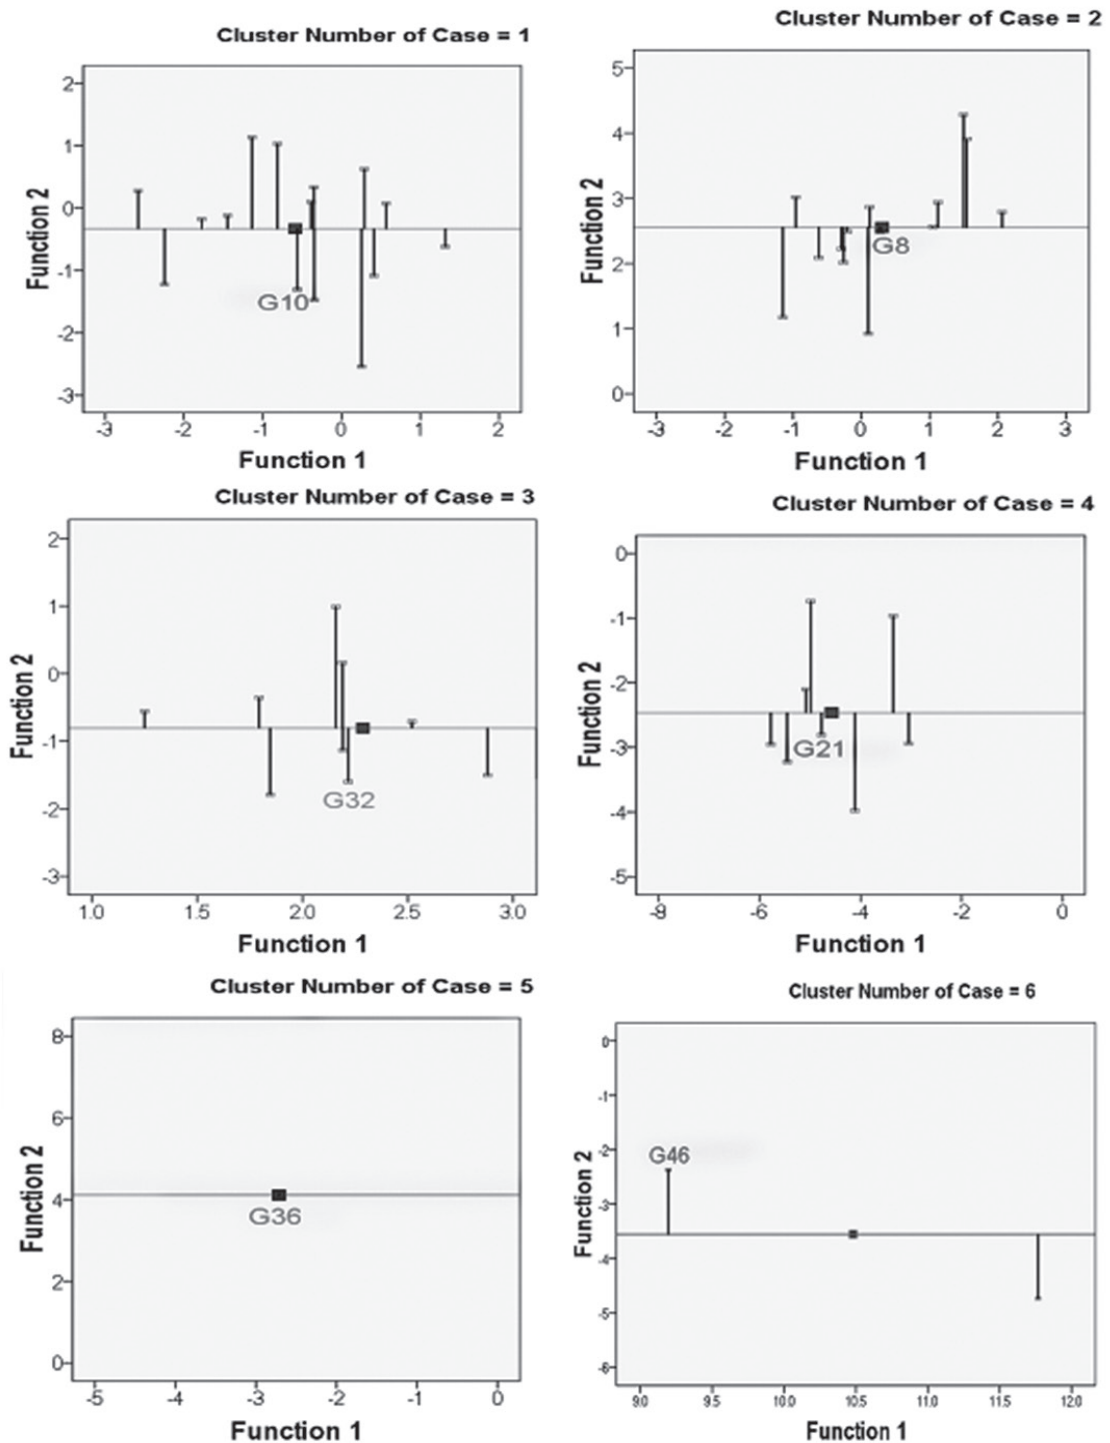 Cluster Number of Case = 1
Function 2
2
1
0
-1
-2
-3
G10
-3 -2 -1 0 1 2
Function 1
Cluster Number of Case = 2
Function 2
5
4
3
2
1
0
G8
-3 -2 -1 0 1 2 3
Function 1
Cluster Number of Case = 3
Function 2
2
1
0
-1
-2
-3
G32
1.0 1.5 2.0 2.5 3.0
Function 1
Cluster Number of Case = 4
Function 2
0
-1
-2
-3
-4
-5
G21
-8 -6 -4 -2 0
Function 1
Cluster Number of Case = 5
Function 2
8
6
4
2
0
G36
-5 -4 -3 -2 -1 0
Function 1
Cluster Number of Case = 6
Function 2
0
-1
-2
-3
-4
-5
-6
G46
9.0 9.5 10.0 10.5 11.0 11.5 12.0
Function 1